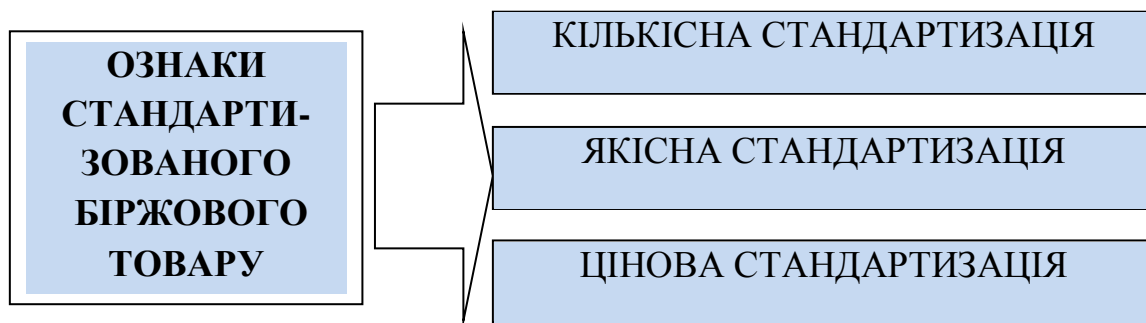 ОЗНАКИ
СТАНДАРТИ-
ЗОВАНОГО
БІРЖОВОГО
ТОВАРУ
КІЛЬКІСНА СТАНДАРТИЗАЦІЯ
ЯКІСНА СТАНДАРТИЗАЦІЯ
ЦІНОВА СТАНДАРТИЗАЦІЯ